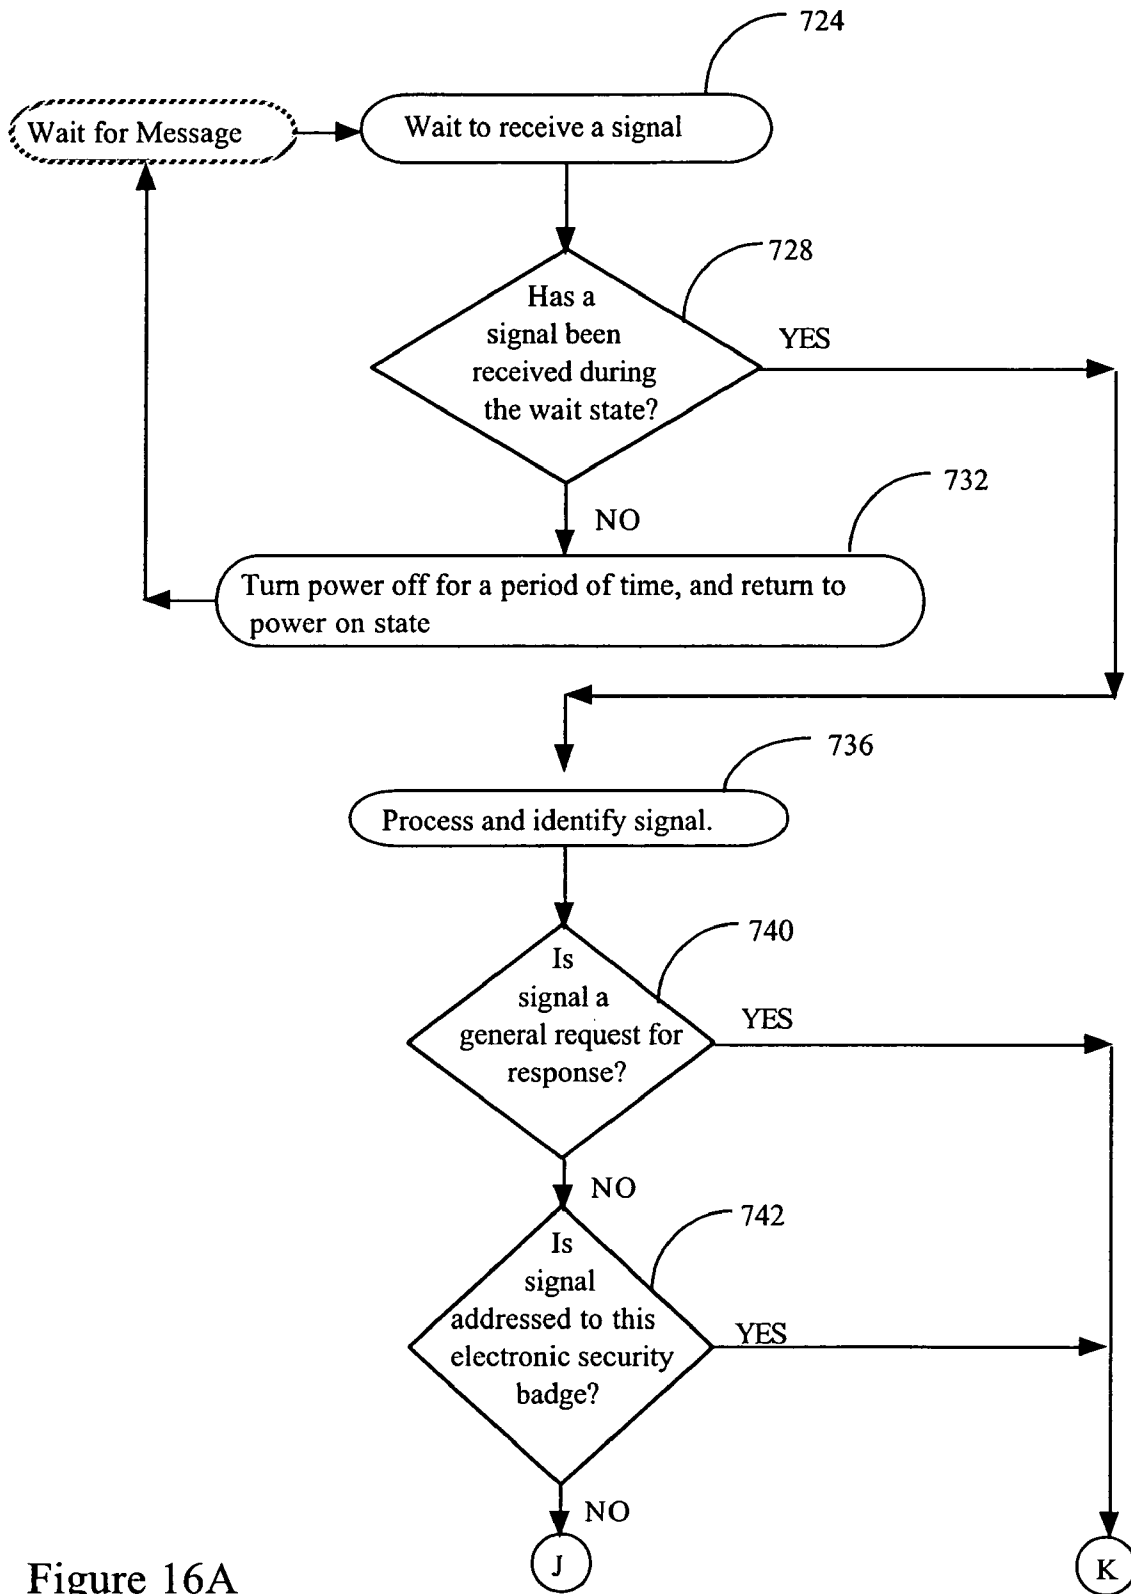 724
Wait for Message
Wait to receive a signal
728
Has a
signal been
received during
the wait state?
YES
732
NO
Turn power off for a period of time, and return to
power on state
736
Process and identify signal.
740
Is
signal a
general request for
response?
YES
NO
742
Is
signal
addressed to this
electronic security
badge?
YES
NO
J
K
Figure 16A